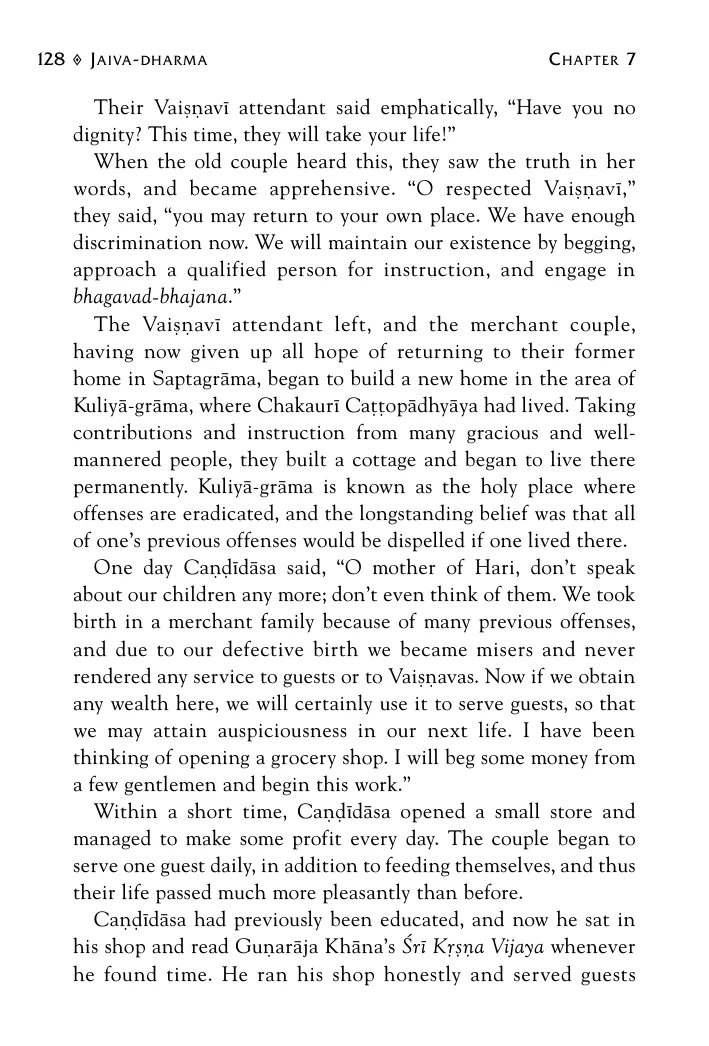 128 ◊ Jaiva-dharma Chapter 7
Their Vaiṣṇavī attendant said emphatically, “Have you no
dignity? This time, they will take your life!”
When the old couple heard this, they saw the truth in her
words, and became apprehensive. “O respected Vaiṣṇavī,”
they said, “you may return to your own place. We have enough
discrimination now. We will maintain our existence by begging,
approach a qualified person for instruction, and engage in
bhagavad-bhajana.”
The Vaiṣṇavī attendant left, and the merchant couple,
having now given up all hope of returning to their former
home in Saptagrāma, began to build a new home in the area of
Kuliyā-grāma, where Chakaurī Caṭṭopādhyāya had lived. Taking
contributions and instruction from many gracious and well-
mannered people, they built a cottage and began to live there
permanently. Kuliyā-grāma is known as the holy place where
offenses are eradicated, and the longstanding belief was that all
of one’s previous offenses would be dispelled if one lived there.
One day Caṇḍīdāsa said, “O mother of Hari, don’t speak
about our children any more; don’t even think of them. We took
birth in a merchant family because of many previous offenses,
and due to our defective birth we became misers and never
rendered any service to guests or to Vaiṣṇavas. Now if we obtain
any wealth here, we will certainly use it to serve guests, so that
we may attain auspiciousness in our next life. I have been
thinking of opening a grocery shop. I will beg some money from
a few gentlemen and begin this work.”
Within a short time, Caṇḍīdāsa opened a small store and
managed to make some profit every day. The couple began to
serve one guest daily, in addition to feeding themselves, and thus
their life passed much more pleasantly than before.
Caṇḍīdāsa had previously been educated, and now he sat in
his shop and read Guṇarāja Khāna’s Śrī Kṛṣṇa Vijaya whenever
he found time. He ran his shop honestly and served guests